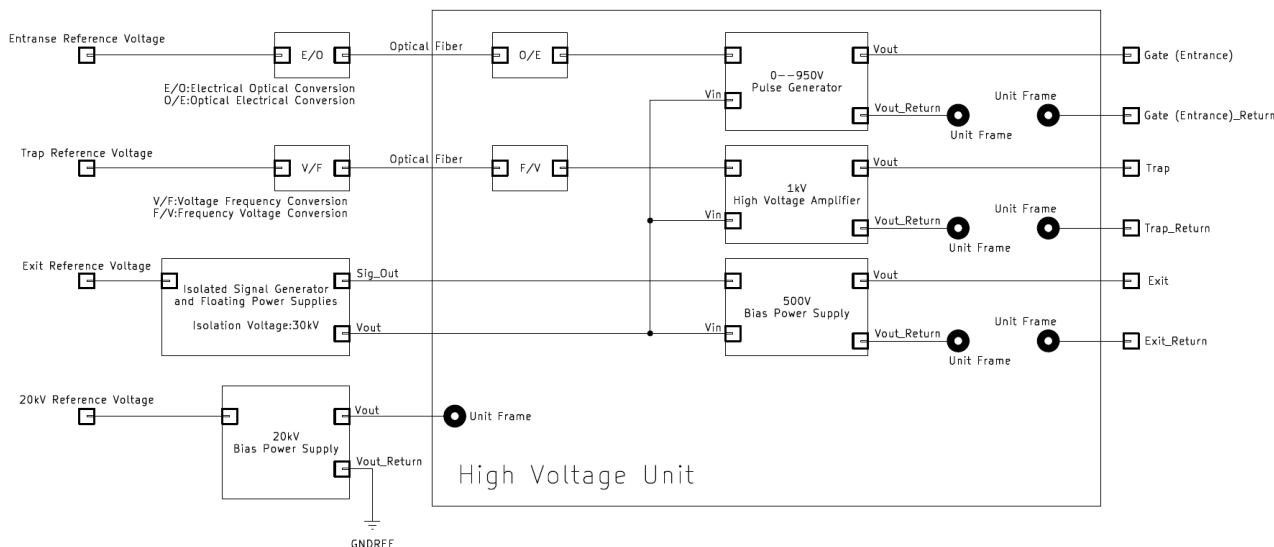 Entranse Reference Voltage
E/O
Optical Fiber
O/E
E/O:Electrical Optical Conversion
O/E:Optical Electrical Conversion
0--950V
Pulse Generator
Vin
Vout
Vout_Return
Unit Frame
Unit Frame
Gate (Entrance)
Gate (Entrance)_Return
Trap Reference Voltage
V/F
Optical Fiber
F/V
V/F:Voltage Frequency Conversion
F/V:Frequency Voltage Conversion
1kV
High Voltage Amplifier
Vin
Vout
Vout_Return
Unit Frame
Unit Frame
Trap
Trap_Return
Exit Reference Voltage
Isolated Signal Generator
and Floating Power Supplies
Isolation Voltage:30kV
Sig_Out
Vout
500V
Bias Power Supply
Vin
Vout
Vout_Return
Unit Frame
Unit Frame
Exit
Exit_Return
20kV Reference Voltage
20kV
Bias Power Supply
Vout
Vout_Return
Unit Frame
GNDREF
High Voltage Unit